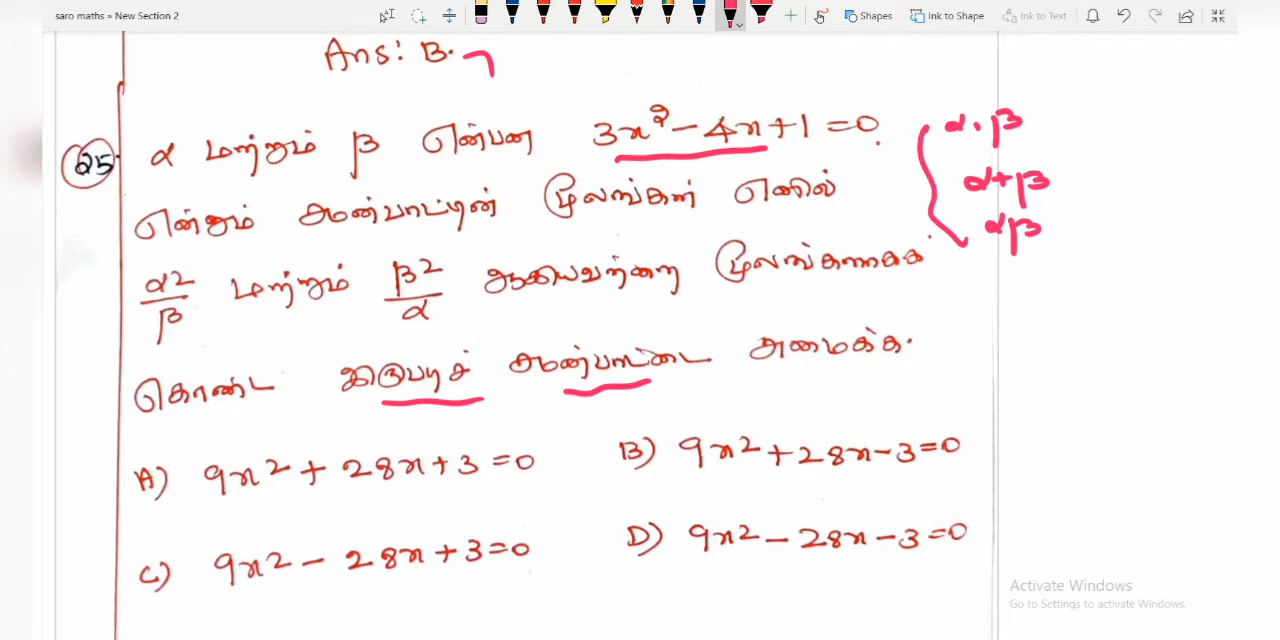 saro maths > New Section 2
Shapes Ink to Shape Ink to Text
Ans: B.
25. α மற்றும் β என்பன 3x² - 4x + 1 = 0.
என்னும் சமன்பாட்டின் மூலங்கள் எனில்
α2/β மற்றும் β2/α ஆகியவற்றை மூலங்களாகக்
கொண்ட இருபடிச் சமன்பாட்டை அமைக்க.
A) 9x2 + 28x + 3 = 0 B) 9x2 + 28x - 3 = 0
C) 9x2 - 28x + 3 = 0 D) 9x2 - 28x - 3 = 0
α, β
α+β
αβ
Activate Windows
Go to Settings to activate Windows.